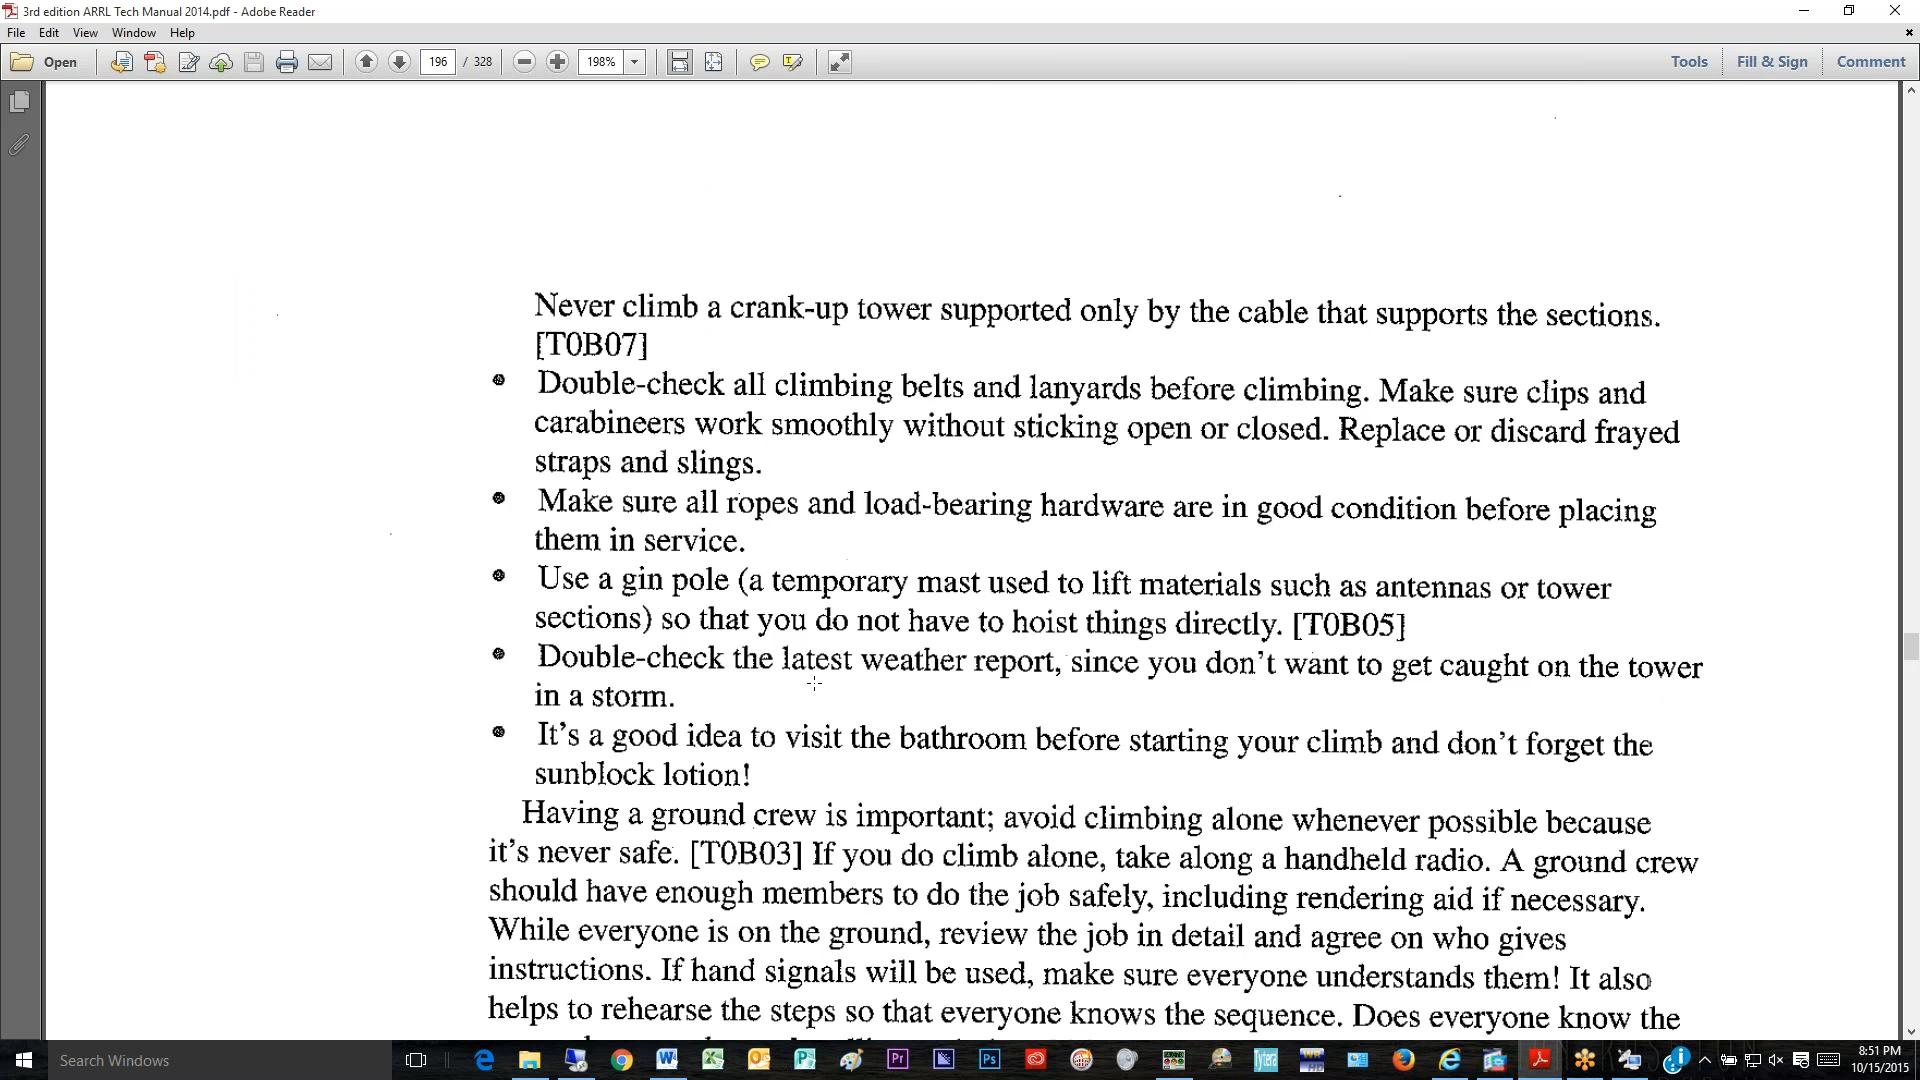 3rd edition ARRL Tech Manual 2014.pdf - Adobe Reader
File Edit View Window Help
Open 196 / 328 198% Tools Fill & Sign Comment
Never climb a crank-up tower supported only by the cable that supports the sections.
[T0B07]
Double-check all climbing belts and lanyards before climbing. Make sure clips and
carabineers work smoothly without sticking open or closed. Replace or discard frayed
straps and slings.
Make sure all ropes and load-bearing hardware are in good condition before placing
them in service.
Use a gin pole (a temporary mast used to lift materials such as antennas or tower
sections) so that you do not have to hoist things directly. [T0B05]
Double-check the latest weather report, since you don't want to get caught on the tower
in a storm.
It's a good idea to visit the bathroom before starting your climb and don't forget the
sunblock lotion!
Having a ground crew is important; avoid climbing alone whenever possible because
it's never safe. [T0B03] If you do climb alone, take along a handheld radio. A ground crew
should have enough members to do the job safely, including rendering aid if necessary.
While everyone is on the ground, review the job in detail and agree on who gives
instructions. If hand signals will be used, make sure everyone understands them! It also
helps to rehearse the steps so that everyone knows the sequence. Does everyone know the
Search Windows
8:51 PM
10/15/2015